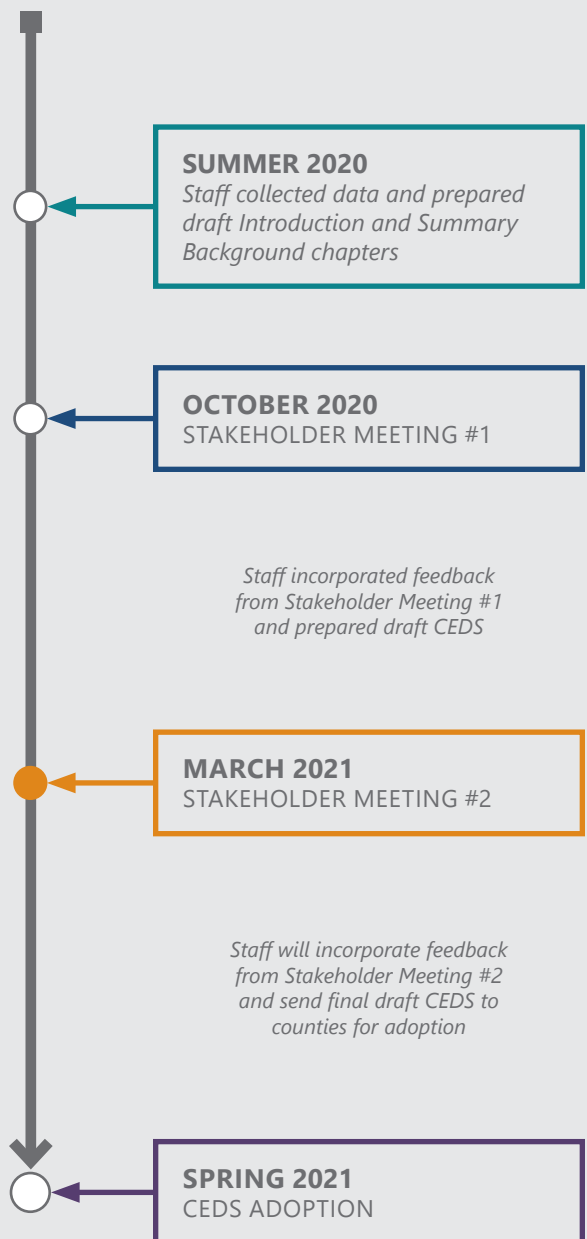 SUMMER 2020
Staff collected data and prepared
draft Introduction and Summary
Background chapters
OCTOBER 2020
STAKEHOLDER MEETING #1
Staff incorporated feedback
from Stakeholder Meeting #1
and prepared draft CEDS
MARCH 2021
STAKEHOLDER MEETING #2
Staff will incorporate feedback
from Stakeholder Meeting #2
and send final draft CEDS to
counties for adoption
SPRING 2021
CEDS ADOPTION